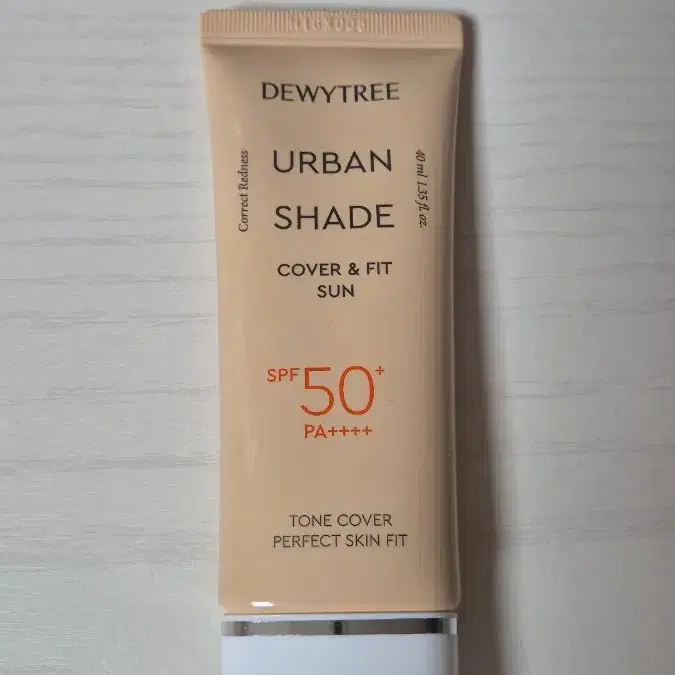 DEWYTREE
URBAN
SHADE
Correct Redness
40 ml 1.35 fl. oz.
COVER & FIT
SUN
SPF 50+
PA++++
TONE COVER
PERFECT SKIN FIT